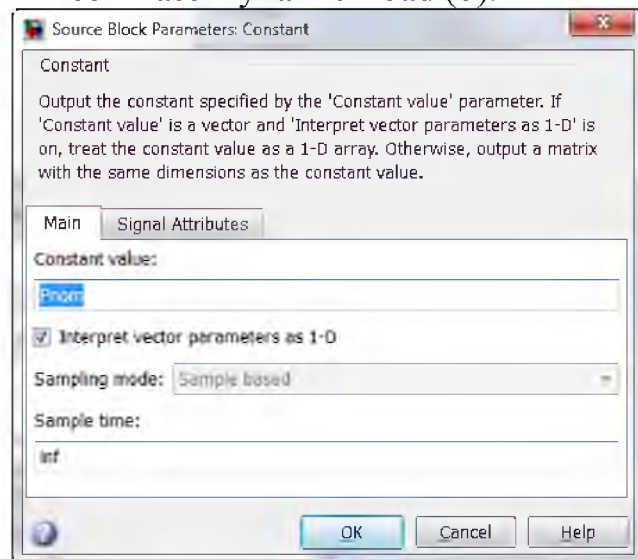 Source Block Parameters: Constant
Constant
Output the constant specified by the 'Constant value' parameter. If
'Constant value' is a vector and 'Interpret vector parameters as 1-D' is
on, treat the constant value as a 1-D array. Otherwise, output a matrix
with the same dimensions as the constant value.
Main Signal Attributes
Constant value:
Pnom
Interpret vector parameters as 1-D
Sampling mode: Sample based
Sample time:
inf
OK Cancel Help